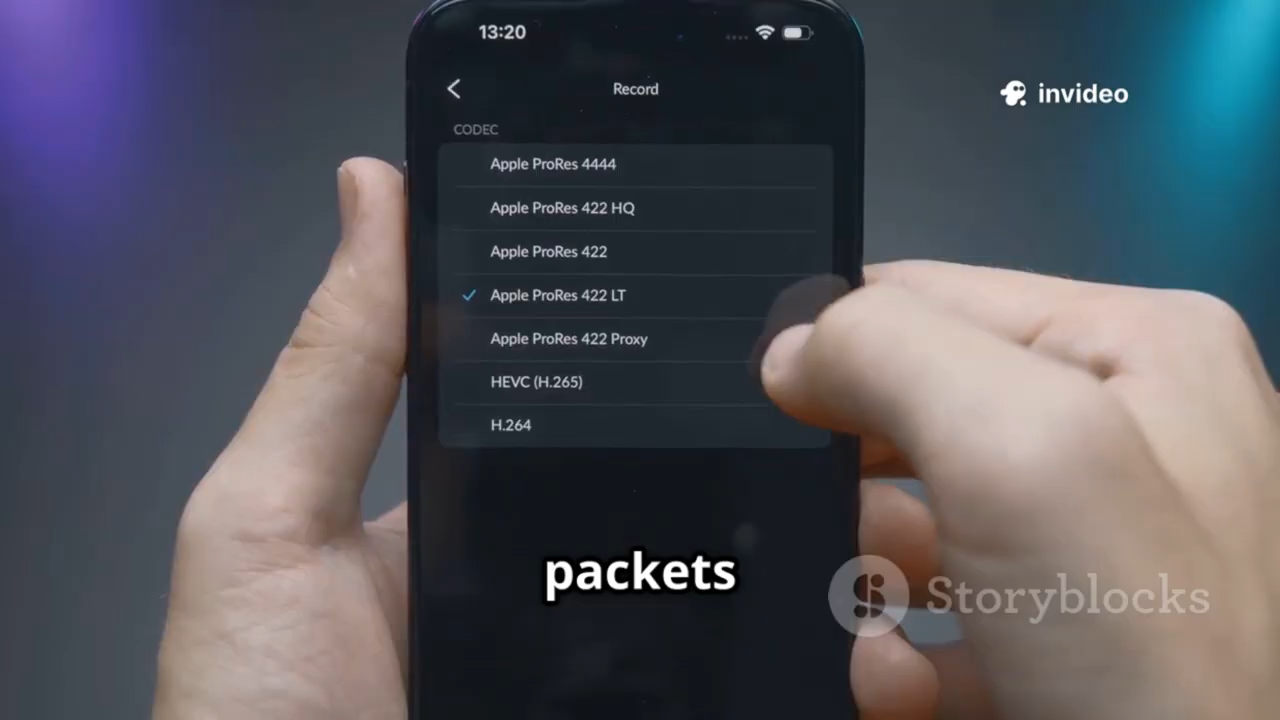 13:20
Record
invideo
CODEC
Apple ProRes 4444
Apple ProRes 422 HQ
Apple ProRes 422
Apple ProRes 422 LT
Apple ProRes 422 Proxy
HEVC (H.265)
H.264
packets
Storyblocks